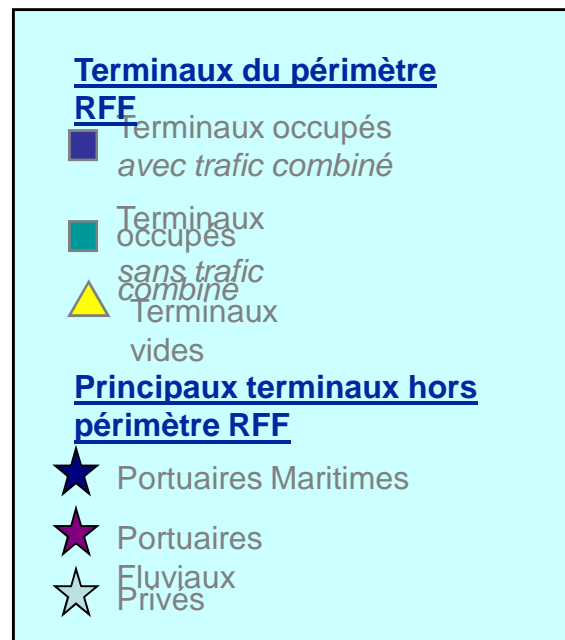 Terminaux du périmètre
RFF
Terminaux occupés
avec trafic combiné
Terminaux
occupés
sans trafic
combiné
Terminaux
vides
Principaux terminaux hors
périmètre RFF
Portuaires Maritimes
Portuaires
Fluviaux
Privés